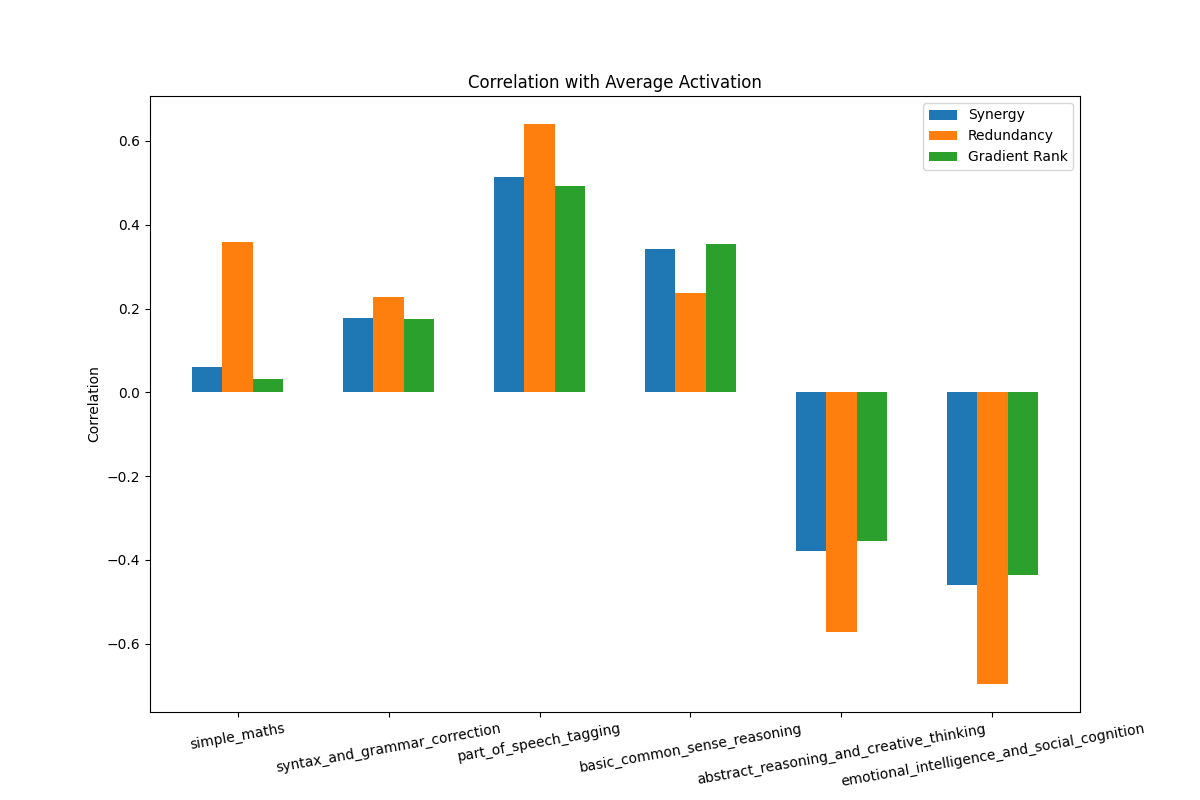 Correlation with Average Activation
Synergy
Redundancy
Gradient Rank
Correlation
0.6
0.4
0.2
0.0
−0.2
−0.4
−0.6
simple_maths
syntax_and_grammar_correction
part_of_speech_tagging
basic_common_sense_reasoning
abstract_reasoning_and_creative_thinking
emotional_intelligence_and_social_cognition